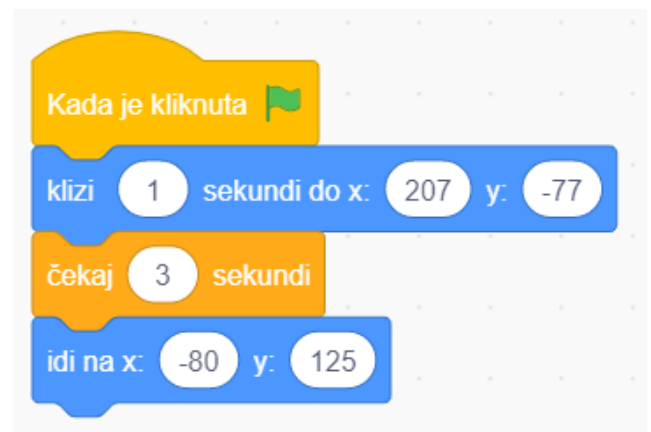 Kada je kliknuta
klizi 1 sekundi do x: 207 y: -77
čekaj 3 sekundi
idi na x: -80 y: 125